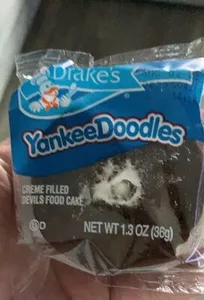 Drake's
YankeeDoodles
CREME FILLED
DEVILS FOOD CAKE
D
NET WT 1.3 OZ (36g)